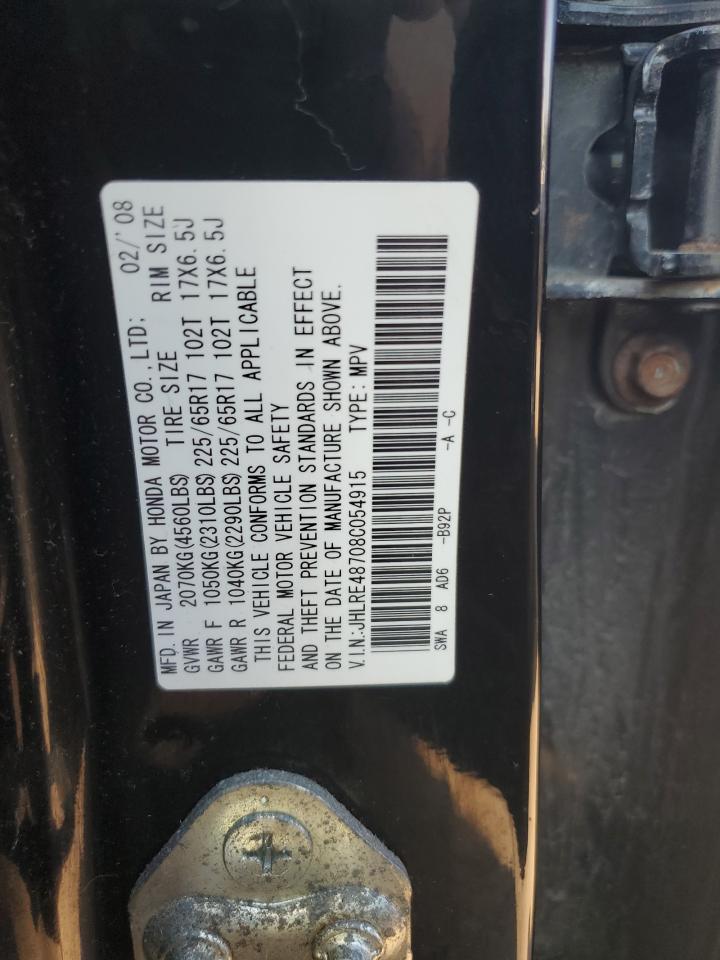 MFD. IN JAPAN BY HONDA MOTOR CO., LTD; 02/'08
GVWR 2070KG(4560LBS) TIRE SIZE RIM SIZE
GAWR F 1050KG(2310LBS) 225/65R17 102T 17X6.5J
GAWR R 1040KG(2290LBS) 225/65R17 102T 17X6.5J
THIS VEHICLE CONFORMS TO ALL APPLICABLE
FEDERAL MOTOR VEHICLE SAFETY
AND THEFT PREVENTION STANDARDS IN EFFECT
ON THE DATE OF MANUFACTURE SHOWN ABOVE.
V.I.N.:JHLRE48708C054915 TYPE: MPV
SWA 8 AD6 -B92P -A -C